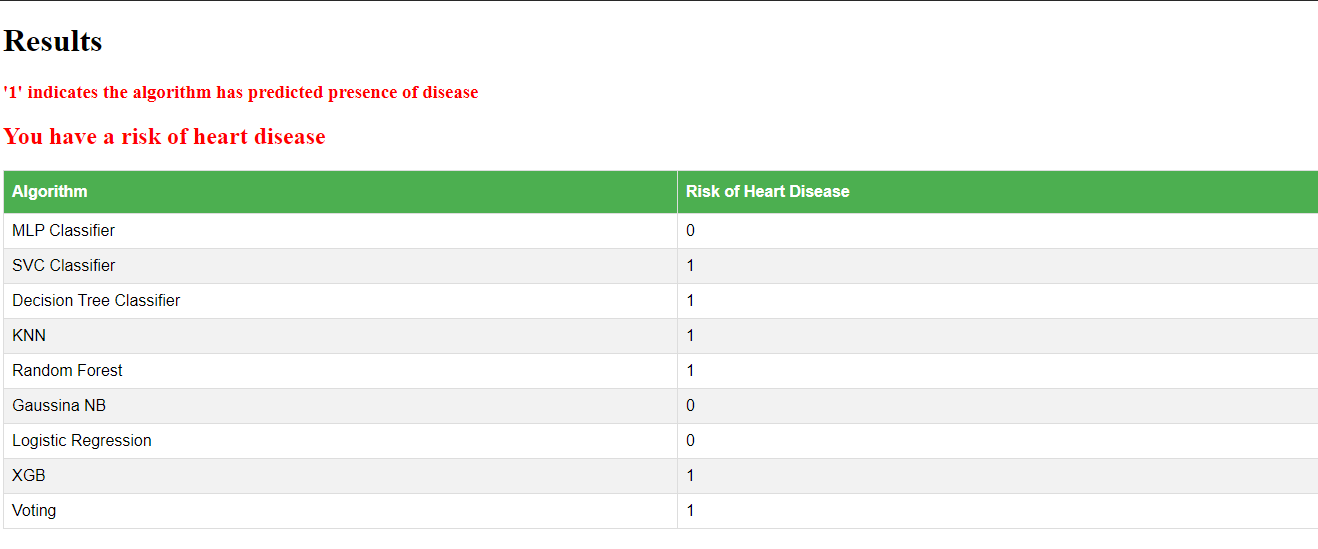 Results
'1' indicates the algorithm has predicted presence of disease
You have a risk of heart disease
Algorithm Risk of Heart Disease
MLP Classifier 0
SVC Classifier 1
Decision Tree Classifier 1
KNN 1
Random Forest 1
Gaussina NB 0
Logistic Regression 0
XGB 1
Voting 1